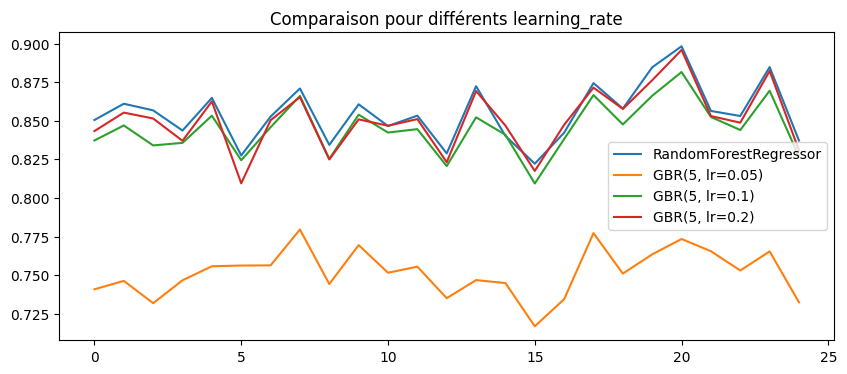 Comparaison pour différents learning_rate
0.900
0.875
0.850
0.825
0.800
0.775
0.750
0.725
RandomForestRegressor
GBR(5, lr=0.05)
GBR(5, lr=0.1)
GBR(5, lr=0.2)
0 5 10 15 20 25